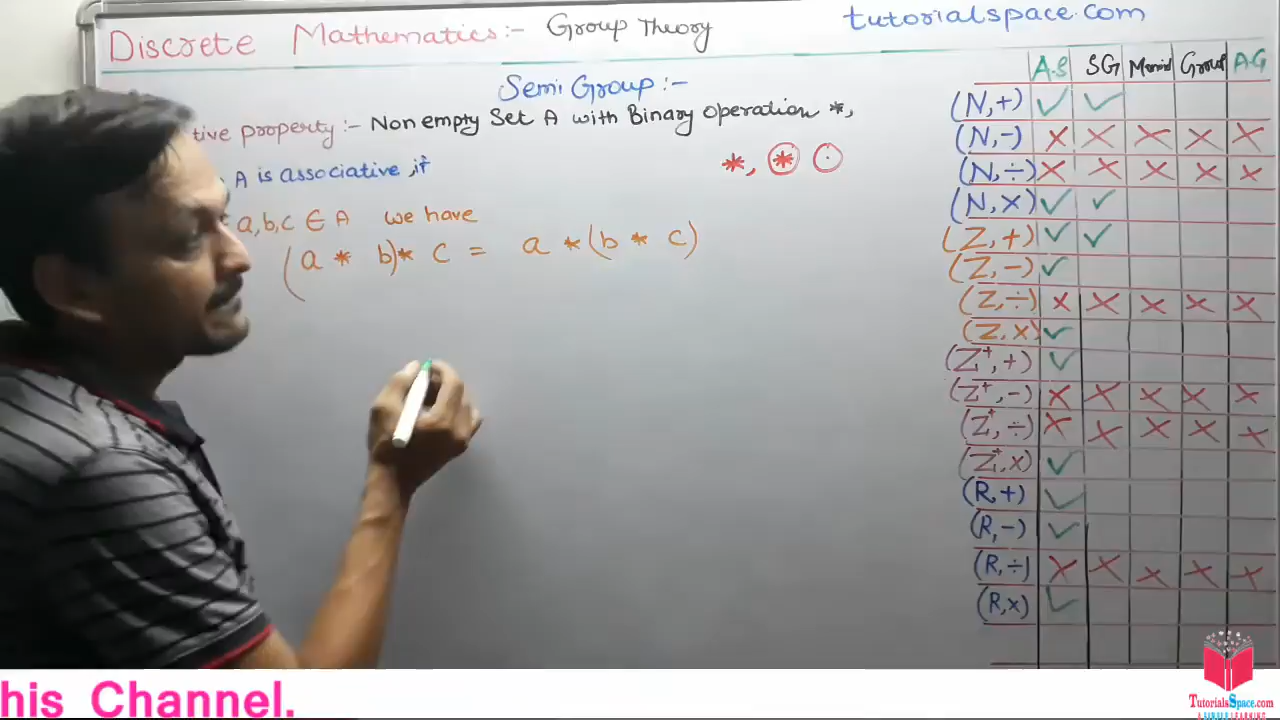 Discrete Mathematics:- Group Theory
tutorialspace.com
Semi Group :-
tive property:- Non empty Set A with Binary operation *,
A is associative, if
*, ⊛ ⊙
a,b,c ∈ A we have
(a * b)* c = a *(b * c)
A.S SG Monoid Group A.G
(N,+) ✓ ✓
(N,-) × × × × ×
(N,÷) × × × × ×
(N,×) ✓ ✓
(Z,+) ✓ ✓
(Z,-) ✓
(Z,÷) × × × × ×
(Z,×) ✓
(Z⁺,+) ✓
(Z⁺,-) × × × × ×
(Z⁺,÷) × × × × ×
(Z⁺,×) ✓
(R,+) ✓
(R,-) ✓
(R,÷) × × × × ×
(R,×) ✓
TutorialsSpace.com
his Channel.